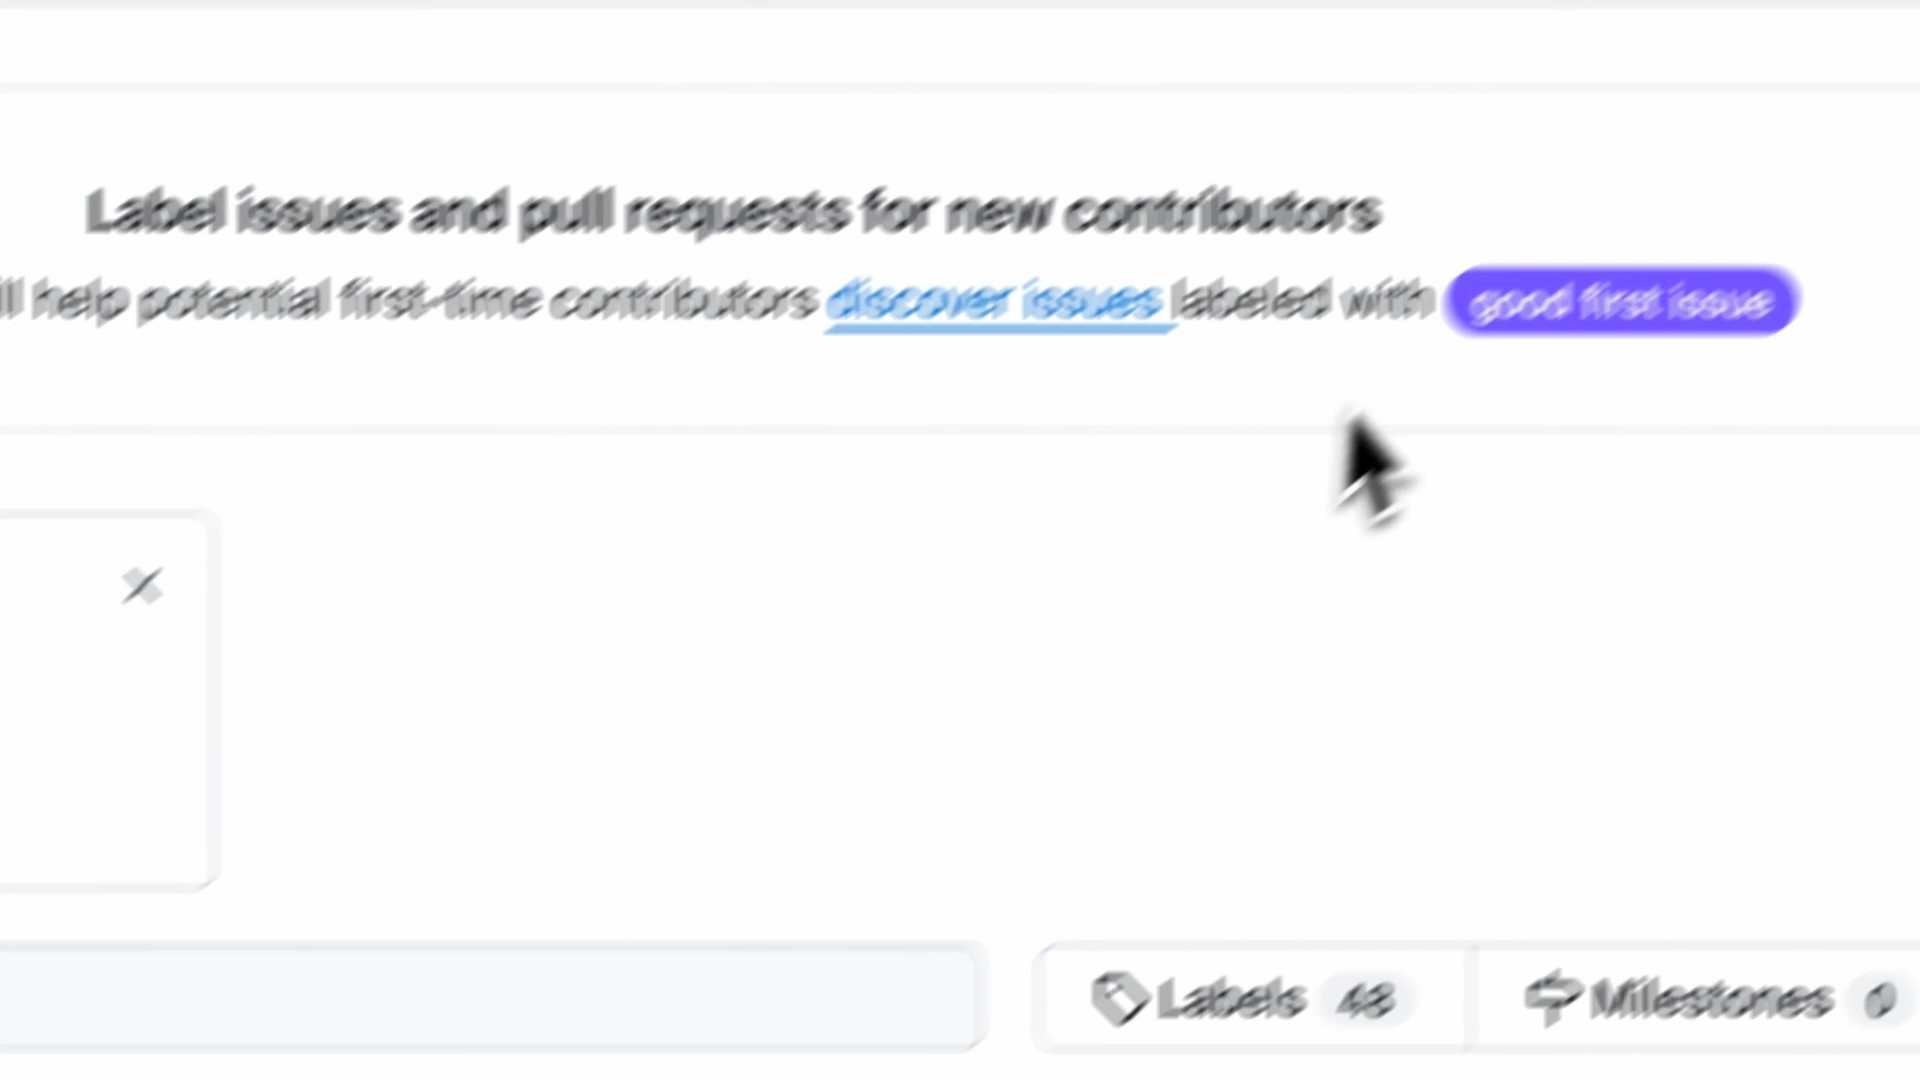 Label issues and pull requests for new contributors
ll help potential first-time contributors discover issues labeled with good first issue
Labels 48 Milestones 0